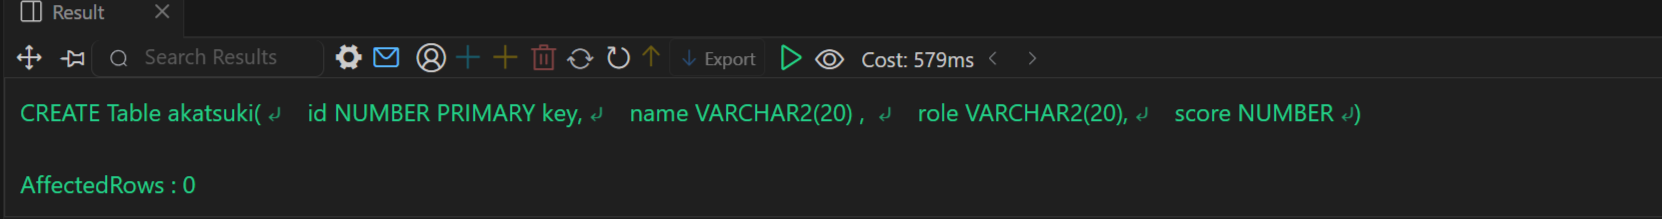 Result
Search Results
Export
Cost: 579ms
CREATE Table akatsuki(↲ id NUMBER PRIMARY key,↲ name VARCHAR2(20) , ↲ role VARCHAR2(20),↲ score NUMBER ↲)
AffectedRows : 0